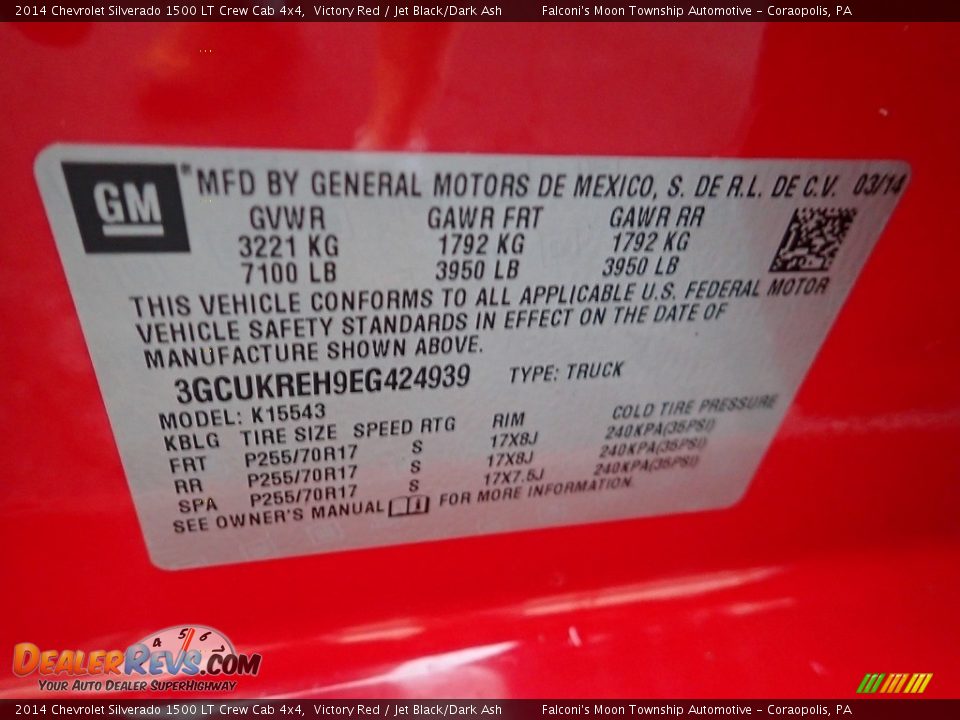 2014 Chevrolet Silverado 1500 LT Crew Cab 4x4, Victory Red / Jet Black/Dark Ash Falconi's Moon Township Automotive - Coraopolis, PA
GM MFD BY GENERAL MOTORS DE MEXICO, S. DE R.L. DE C.V. 03/14
GVWR GAWR FRT GAWR RR
3221 KG 1792 KG 1792 KG
7100 LB 3950 LB 3950 LB
THIS VEHICLE CONFORMS TO ALL APPLICABLE U.S. FEDERAL MOTOR
VEHICLE SAFETY STANDARDS IN EFFECT ON THE DATE OF
MANUFACTURE SHOWN ABOVE.
3GCUKREH9EG424939 TYPE: TRUCK
MODEL: K15543
KBLG TIRE SIZE SPEED RTG RIM COLD TIRE PRESSURE
FRT P255/70R17 S 17X8J 240KPA(35PSI)
RR P255/70R17 S 17X8J 240KPA(35PSI)
SPA P255/70R17 S 17X7.5J 240KPA(35PSI)
SEE OWNER'S MANUAL FOR MORE INFORMATION.
4 5 6
DealerRevs.com
Your Auto Dealer SuperHighway
2014 Chevrolet Silverado 1500 LT Crew Cab 4x4, Victory Red / Jet Black/Dark Ash Falconi's Moon Township Automotive - Coraopolis, PA